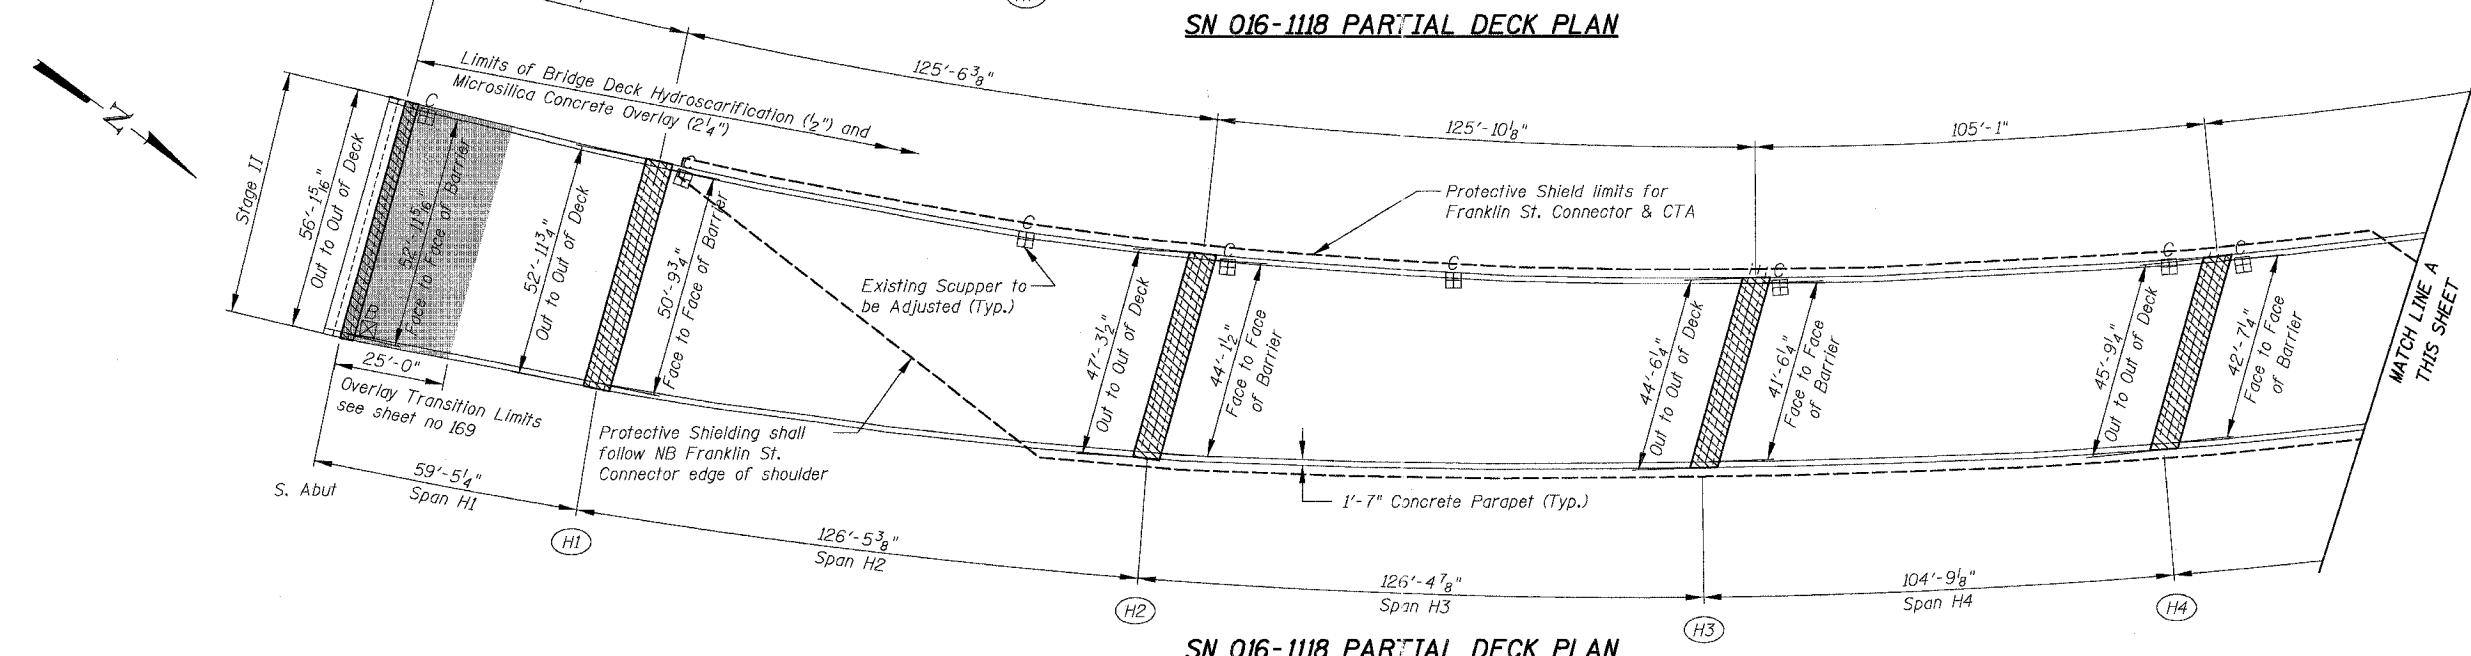 SN 016-1118 PARTIAL DECK PLAN
125'-6 3/8"
Limits of Bridge Deck Hydroscarification (1/2") and
Microsilica Concrete Overlay (2 1/4")
N
125'-10 1/8"
105'-1"
Stage II
56'-1 15/16"
Out to Out of Deck
52'-11 5/16"
Face to Face of Barrier
52'-11 3/4"
Out to Out of Deck
50'-9 3/4"
Face to Face of Barrier
C
B
C
C
C
C
C
C
C
Protective Shield limits for
Franklin St. Connector & CTA
Existing Scupper to
be Adjusted (Typ.)
47'-3 1/2"
Out to Out of Deck
44'-1 1/2"
Face to Face
of Barrier
44'-6 1/4"
Out to Out of Deck
41'-6 1/4"
Face to Face
of Barrier
45'-9 1/4"
Out to Out of Deck
42'-7 1/4"
Face to Face
of Barrier
MATCH LINE A
THIS SHEET
25'-0"
Overlay Transition Limits
see sheet no 169
Protective Shielding shall
follow NB Franklin St.
Connector edge of shoulder
1'-7" Concrete Parapet (Typ.)
S. Abut
59'-5 1/4"
Span H1
H1
126'-5 3/8"
Span H2
H2
126'-4 7/8"
Span H3
H3
104'-9 1/8"
Span H4
H4
SN 016-1118 PARTIAL DECK PLAN